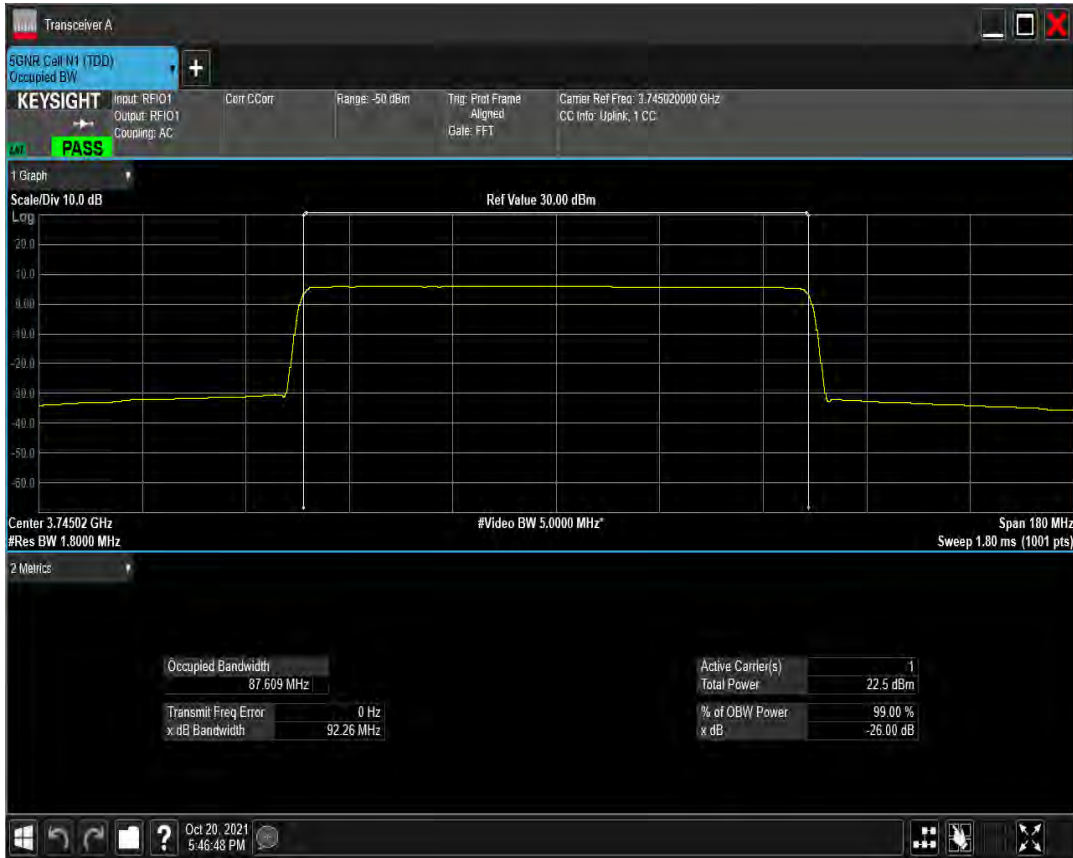 Transceiver A
5GNR Cell N1 (TDD)
Occupied BW
+
KEYSIGHT
Input: RFIO1
Output: RFIO1
Coupling: AC
Corr CCorr
Range: -50 dBm
Trig: Prot Frame
Aligned
Gate: FFT
Carrier Ref Freq: 3.745020000 GHz
CC Info: Uplink, 1 CC
PASS
1 Graph
Scale/Div 10.0 dB
Ref Value 30.00 dBm
Log
20.0
10.0
0.00
-10.0
-20.0
-30.0
-40.0
-50.0
-60.0
Center 3.74502 GHz
#Video BW 5.0000 MHz*
Span 180 MHz
#Res BW 1.8000 MHz
Sweep 1.80 ms (1001 pts)
2 Metrics
Occupied Bandwidth
87.609 MHz
Transmit Freq Error 0 Hz
x dB Bandwidth 92.26 MHz
Active Carrier(s) 1
Total Power 22.5 dBm
% of OBW Power 99.00 %
x dB -26.00 dB
?
Oct 20, 2021
5:46:48 PM